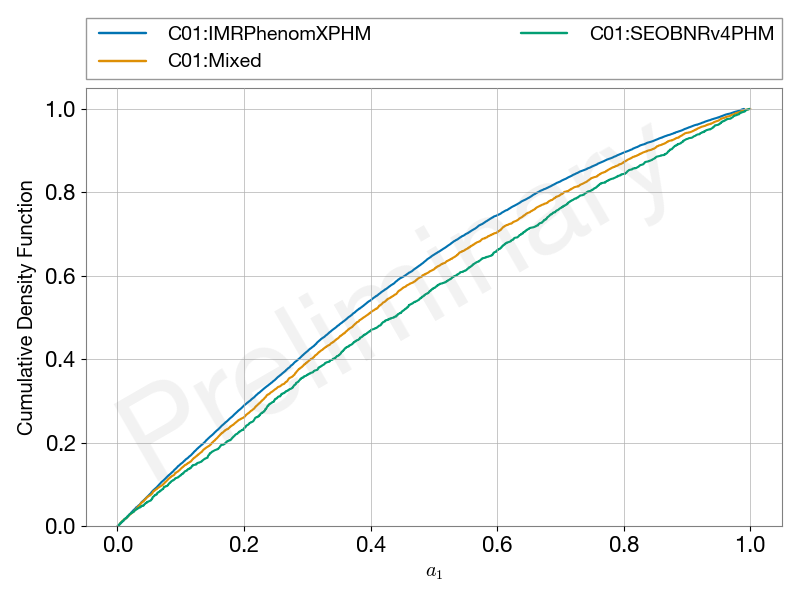 C01:IMRPhenomXPHM
C01:Mixed
C01:SEOBNRv4PHM
Preliminary
Cumulative Density Function
1.0
0.8
0.6
0.4
0.2
0.0
0.0 0.2 0.4 0.6 0.8 1.0
a₁